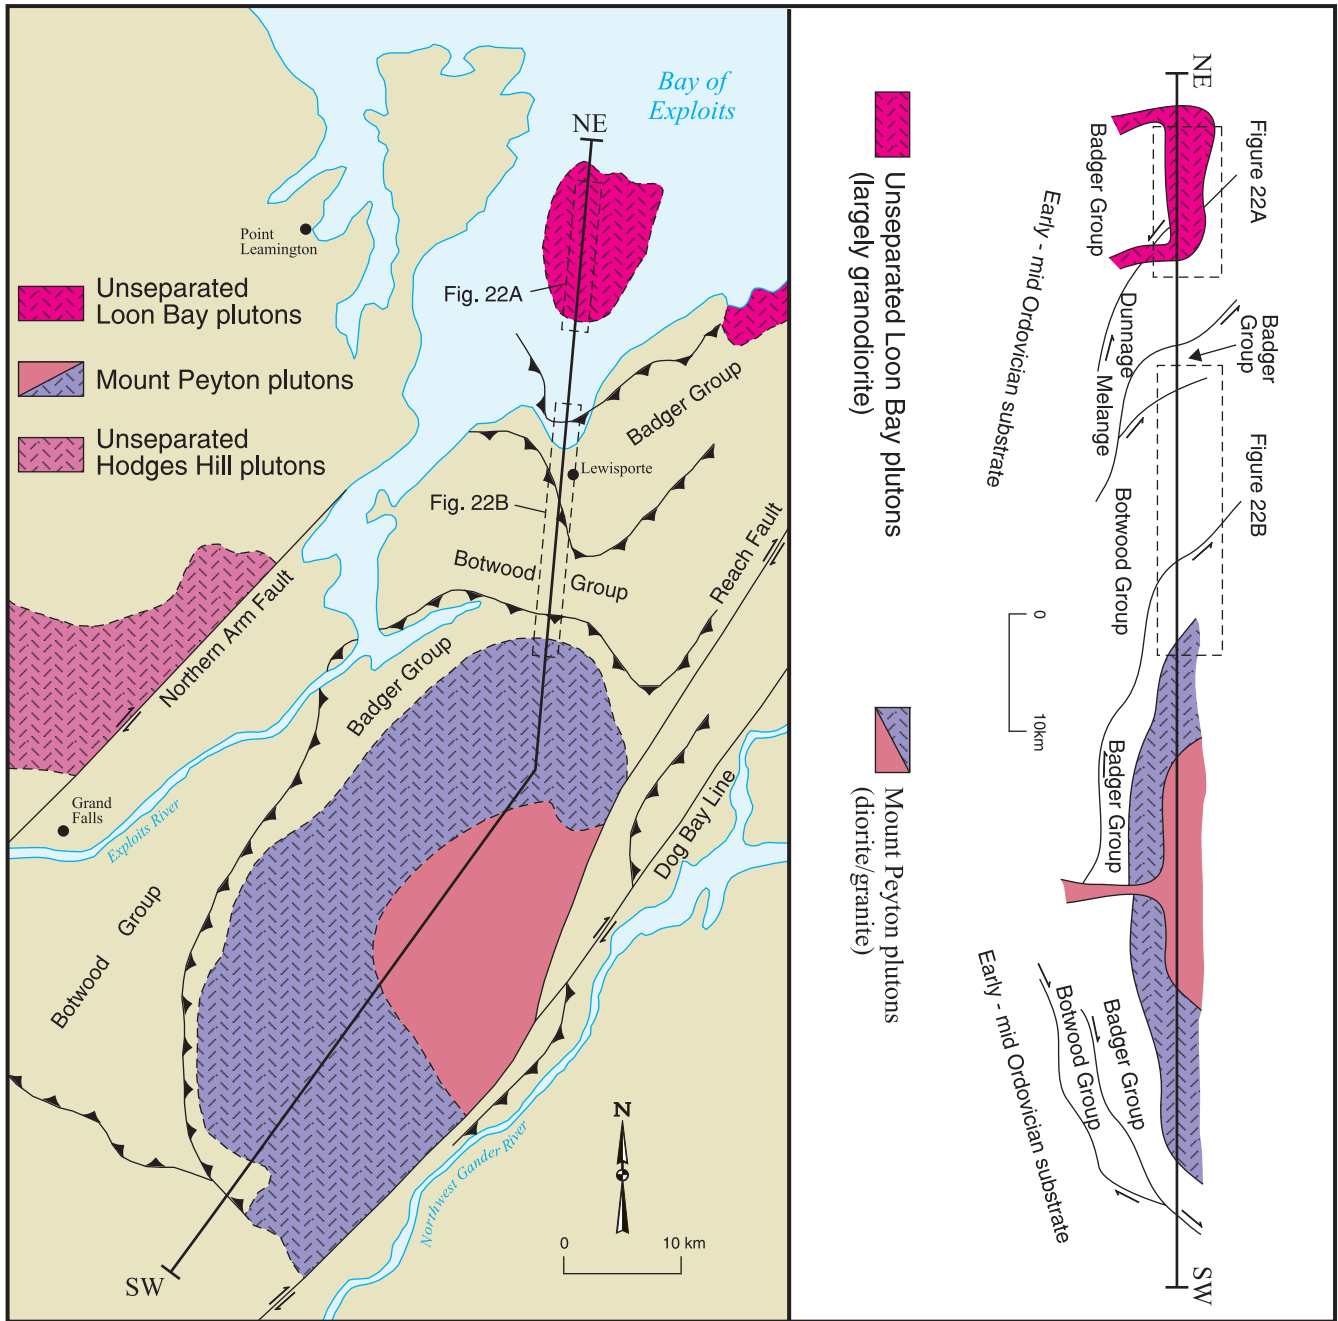 Bay of
Exploits
NE
Point
Leamington
Unseparated
Loon Bay plutons
Mount Peyton plutons
Unseparated
Hodges Hill plutons
Fig. 22A
Badger Group
Lewisporte
Fig. 22B
Botwood Group
Reach Fault
Northern Arm Fault
Badger Group
Dog Bay Line
Grand
Falls
Exploits River
Botwood Group
Northwest Gander River
N
0 10 km
SW
NE
SW
Figure 22A
Badger Group
Early - mid Ordovician substrate
Dunnage Melange
Badger
Group
Figure 22B
Botwood Group
0 10km
Badger Group
Badger Group
Botwood Group
Early - mid Ordovician substrate
Unseparated Loon Bay plutons
(largely granodiorite)
Mount Peyton plutons
(diorite/granite)